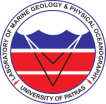 LABORATORY OF MARINE GEOLOGY & PHYSICAL OCEANOGRAPHY
UNIVERSITY OF PATRAS